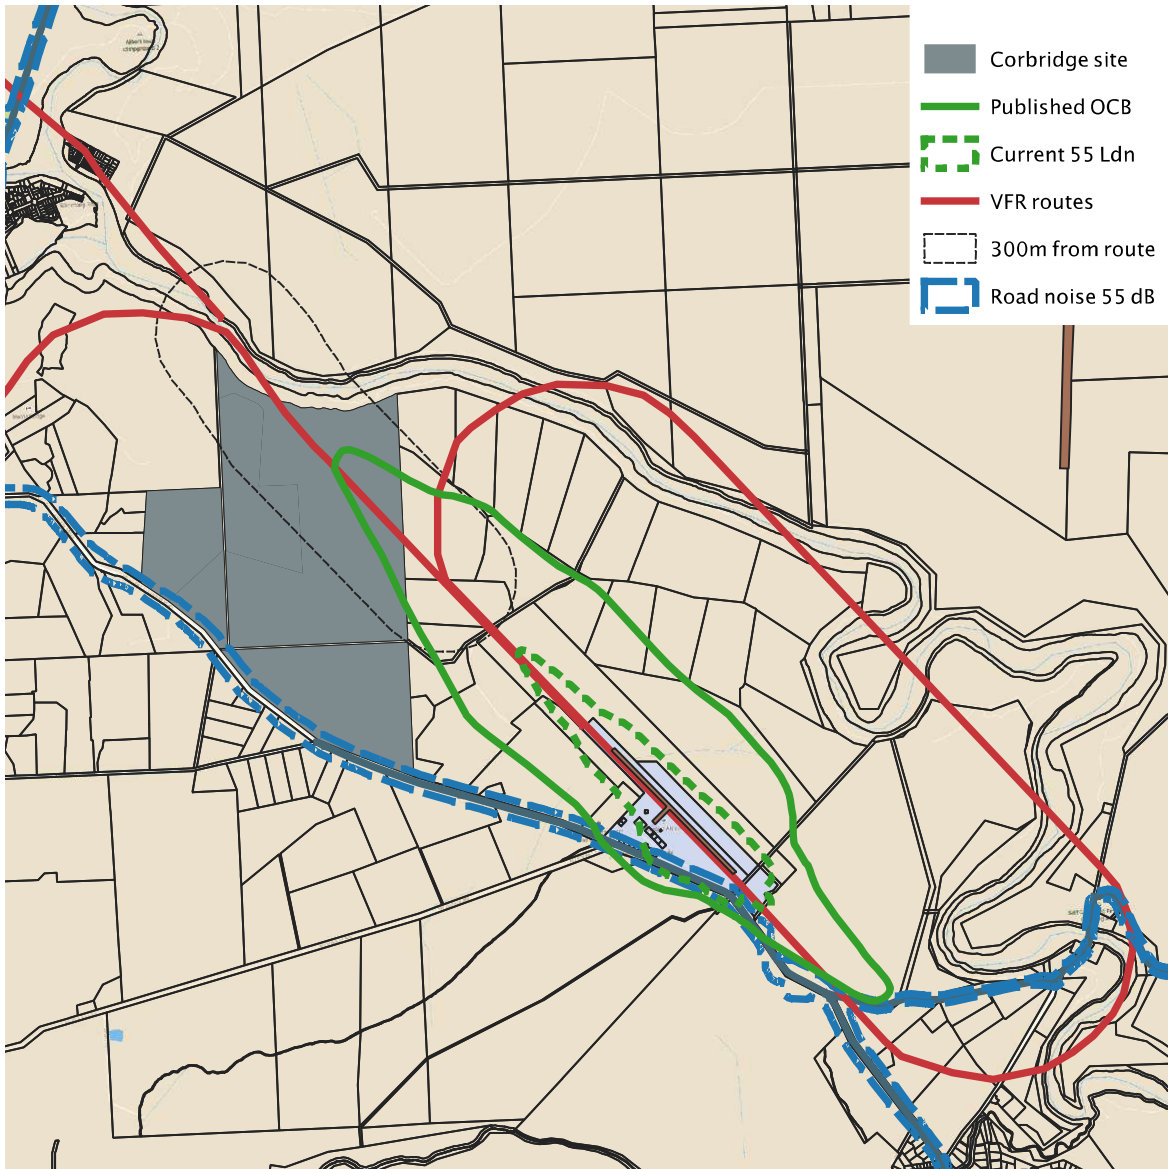 Corbridge site
Published OCB
Current 55 Ldn
VFR routes
300m from route
Road noise 55 dB